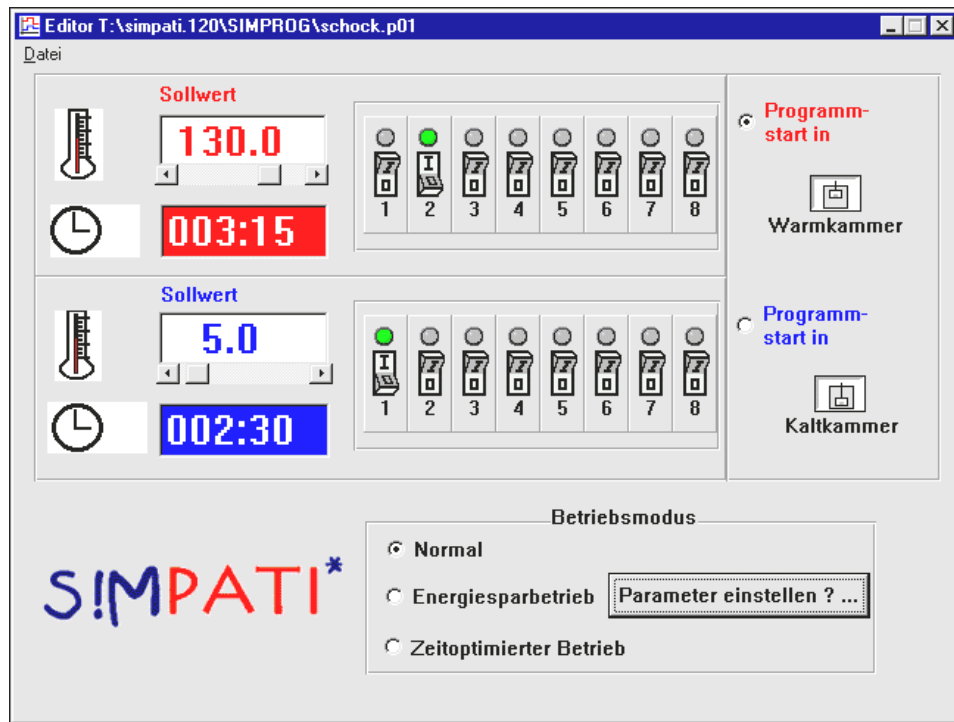 Editor T:\simpati.120\SIMPROG\schock.p01
Datei
Sollwert
130.0
003:15
1 2 3 4 5 6 7 8
Programm-
start in
Warmkammer
Sollwert
5.0
002:30
1 2 3 4 5 6 7 8
Programm-
start in
Kaltkammer
S!MPATI*
Betriebsmodus
Normal
Energiesparbetrieb
Parameter einstellen ? ...
Zeitoptimierter Betrieb